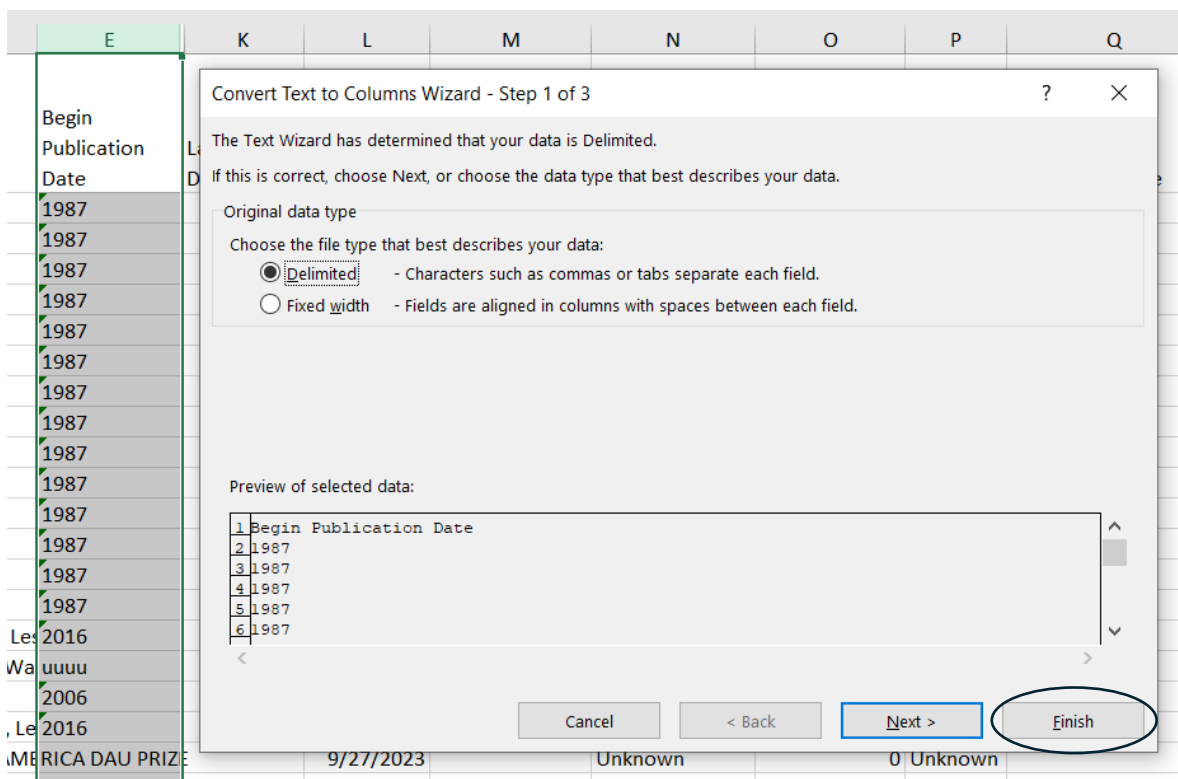 E K L M N O P Q
Begin
Publication
Date
1987
1987
1987
1987
1987
1987
1987
1987
1987
1987
1987
1987
1987
1987
Les 2016
Wa uuuu
2006
, Le 2016
AMERICA DAU PRIZE 9/27/2023 Unknown 0 Unknown
Convert Text to Columns Wizard - Step 1 of 3 ? ×
The Text Wizard has determined that your data is Delimited.
If this is correct, choose Next, or choose the data type that best describes your data.
Original data type
Choose the file type that best describes your data:
Delimited - Characters such as commas or tabs separate each field.
Fixed width - Fields are aligned in columns with spaces between each field.
Preview of selected data:
1 Begin Publication Date
2 1987
3 1987
4 1987
5 1987
6 1987
Cancel < Back Next > Finish